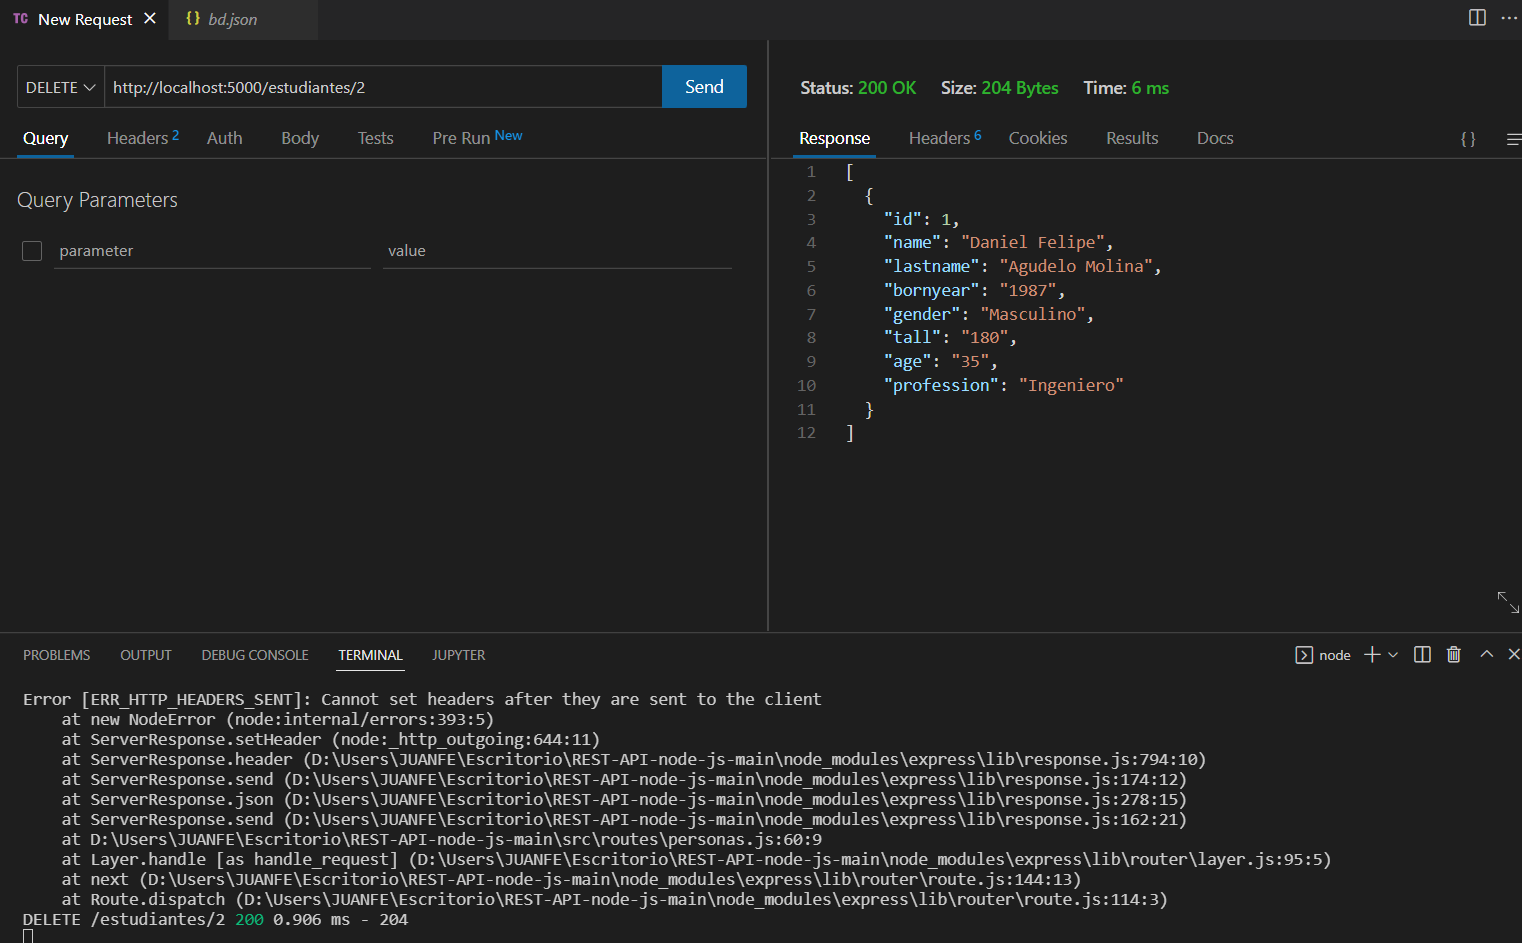 TC New Request × {} bd.json ···
DELETE http://localhost:5000/estudiantes/2 Send
Query Headers 2 Auth Body Tests Pre Run New
Query Parameters
parameter value
Status: 200 OK Size: 204 Bytes Time: 6 ms
Response Headers 6 Cookies Results Docs {}
1 [
2 {
3 "id": 1,
4 "name": "Daniel Felipe",
5 "lastname": "Agudelo Molina",
6 "bornyear": "1987",
7 "gender": "Masculino",
8 "tall": "180",
9 "age": "35",
10 "profession": "Ingeniero"
11 }
12 ]
PROBLEMS OUTPUT DEBUG CONSOLE TERMINAL JUPYTER node
Error [ERR_HTTP_HEADERS_SENT]: Cannot set headers after they are sent to the client
at new NodeError (node:internal/errors:393:5)
at ServerResponse.setHeader (node:_http_outgoing:644:11)
at ServerResponse.header (D:\Users\JUANFE\Escritorio\REST-API-node-js-main\node_modules\express\lib\response.js:794:10)
at ServerResponse.send (D:\Users\JUANFE\Escritorio\REST-API-node-js-main\node_modules\express\lib\response.js:174:12)
at ServerResponse.json (D:\Users\JUANFE\Escritorio\REST-API-node-js-main\node_modules\express\lib\response.js:278:15)
at ServerResponse.send (D:\Users\JUANFE\Escritorio\REST-API-node-js-main\node_modules\express\lib\response.js:162:21)
at D:\Users\JUANFE\Escritorio\REST-API-node-js-main\src\routes\personas.js:60:9
at Layer.handle [as handle_request] (D:\Users\JUANFE\Escritorio\REST-API-node-js-main\node_modules\express\lib\router\layer.js:95:5)
at next (D:\Users\JUANFE\Escritorio\REST-API-node-js-main\node_modules\express\lib\router\route.js:144:13)
at Route.dispatch (D:\Users\JUANFE\Escritorio\REST-API-node-js-main\node_modules\express\lib\router\route.js:114:3)
DELETE /estudiantes/2 200 0.906 ms - 204